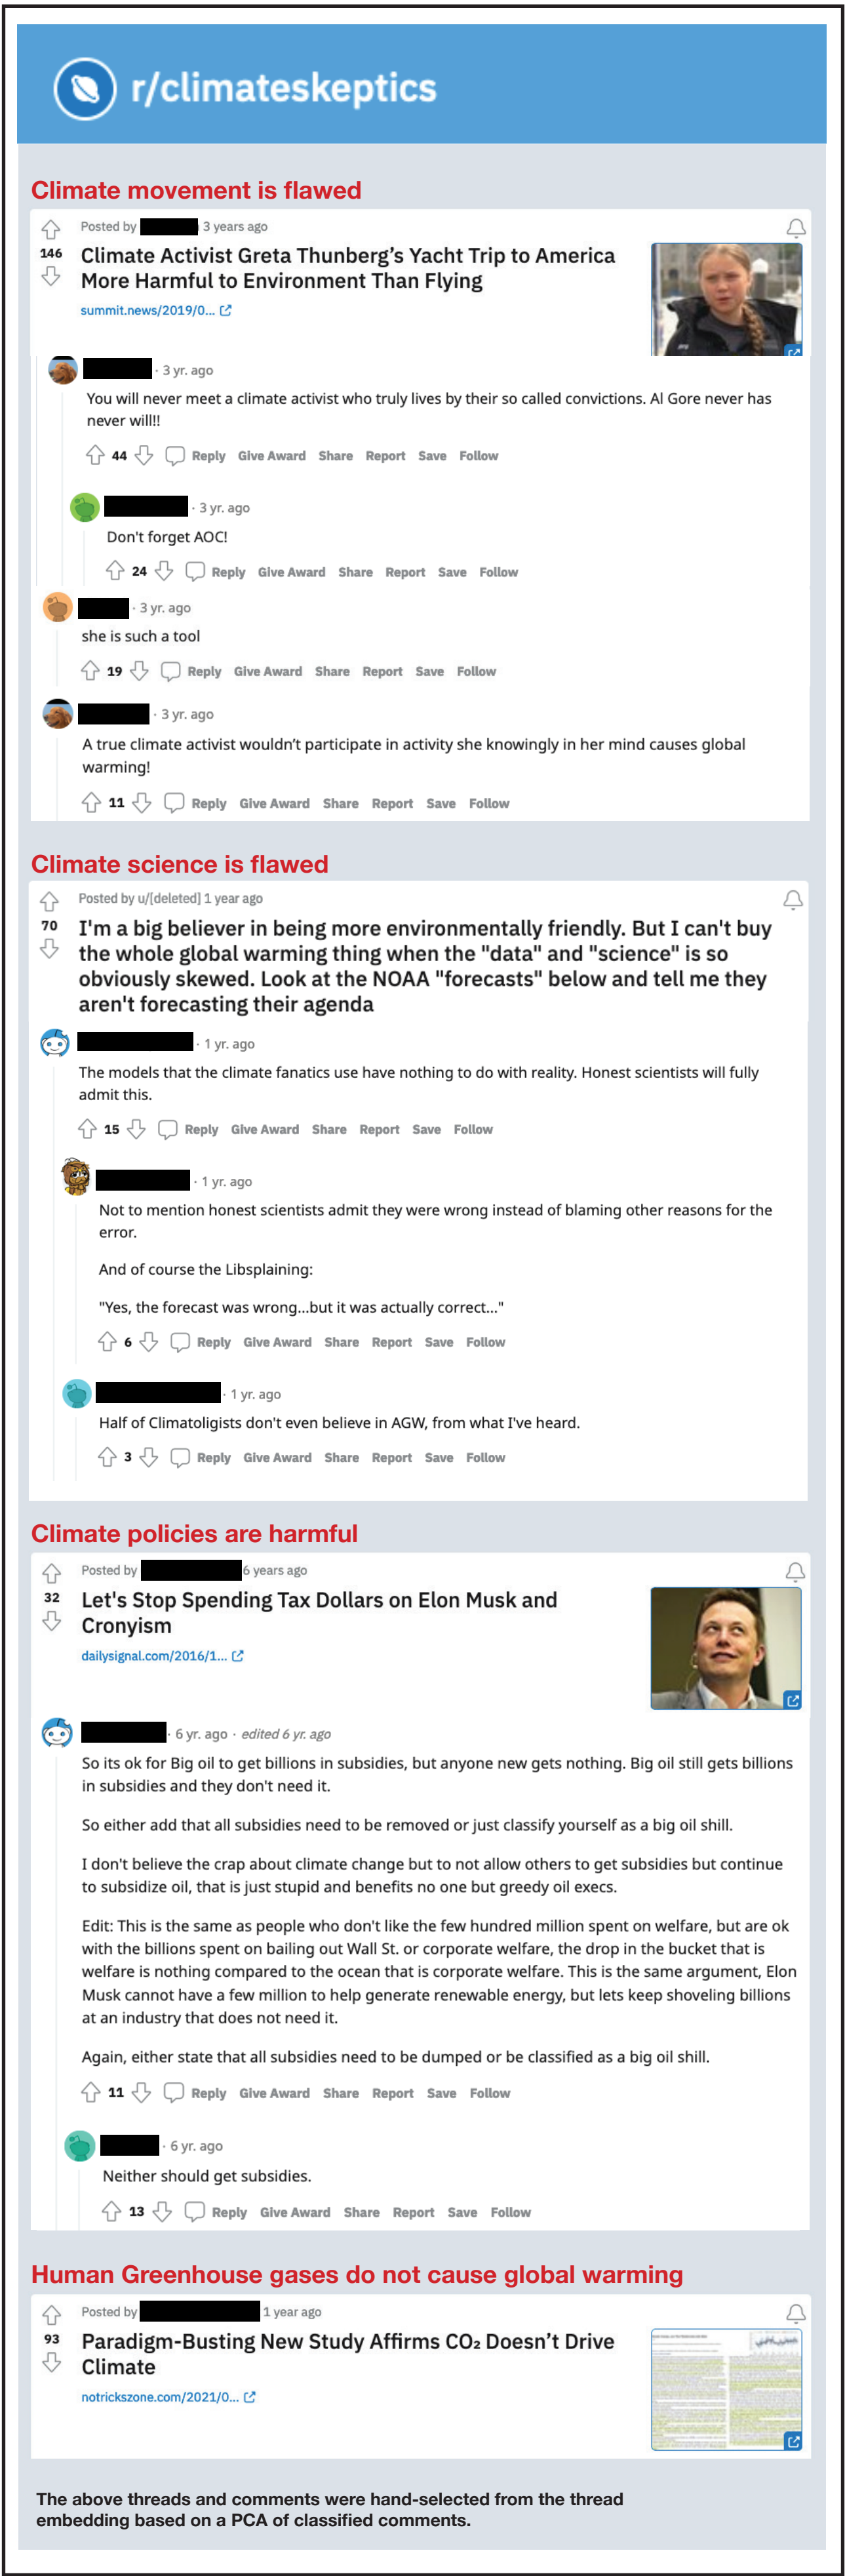 r/climateskeptics
Climate movement is flawed
Posted by 3 years ago
146
Climate Activist Greta Thunberg's Yacht Trip to America
More Harmful to Environment Than Flying
summit.news/2019/0...
· 3 yr. ago
You will never meet a climate activist who truly lives by their so called convictions. Al Gore never has
never will!!
44 Reply Give Award Share Report Save Follow
· 3 yr. ago
Don't forget AOC!
24 Reply Give Award Share Report Save Follow
· 3 yr. ago
she is such a tool
19 Reply Give Award Share Report Save Follow
· 3 yr. ago
A true climate activist wouldn't participate in activity she knowingly in her mind causes global
warming!
11 Reply Give Award Share Report Save Follow
Climate science is flawed
Posted by u/[deleted] 1 year ago
70
I'm a big believer in being more environmentally friendly. But I can't buy
the whole global warming thing when the "data" and "science" is so
obviously skewed. Look at the NOAA "forecasts" below and tell me they
aren't forecasting their agenda
· 1 yr. ago
The models that the climate fanatics use have nothing to do with reality. Honest scientists will fully
admit this.
15 Reply Give Award Share Report Save Follow
· 1 yr. ago
Not to mention honest scientists admit they were wrong instead of blaming other reasons for the
error.
And of course the Libsplaining:
"Yes, the forecast was wrong...but it was actually correct..."
6 Reply Give Award Share Report Save Follow
· 1 yr. ago
Half of Climatoligists don't even believe in AGW, from what I've heard.
3 Reply Give Award Share Report Save Follow
Climate policies are harmful
Posted by 6 years ago
32
Let's Stop Spending Tax Dollars on Elon Musk and
Cronyism
dailysignal.com/2016/1...
· 6 yr. ago · edited 6 yr. ago
So its ok for Big oil to get billions in subsidies, but anyone new gets nothing. Big oil still gets billions
in subsidies and they don't need it.
So either add that all subsidies need to be removed or just classify yourself as a big oil shill.
I don't believe the crap about climate change but to not allow others to get subsidies but continue
to subsidize oil, that is just stupid and benefits no one but greedy oil execs.
Edit: This is the same as people who don't like the few hundred million spent on welfare, but are ok
with the billions spent on bailing out Wall St. or corporate welfare, the drop in the bucket that is
welfare is nothing compared to the ocean that is corporate welfare. This is the same argument, Elon
Musk cannot have a few million to help generate renewable energy, but lets keep shoveling billions
at an industry that does not need it.
Again, either state that all subsidies need to be dumped or be classified as a big oil shill.
11 Reply Give Award Share Report Save Follow
· 6 yr. ago
Neither should get subsidies.
13 Reply Give Award Share Report Save Follow
Human Greenhouse gases do not cause global warming
Posted by 1 year ago
93
Paradigm-Busting New Study Affirms CO₂ Doesn't Drive
Climate
notrickszone.com/2021/0...
The above threads and comments were hand-selected from the thread
embedding based on a PCA of classified comments.